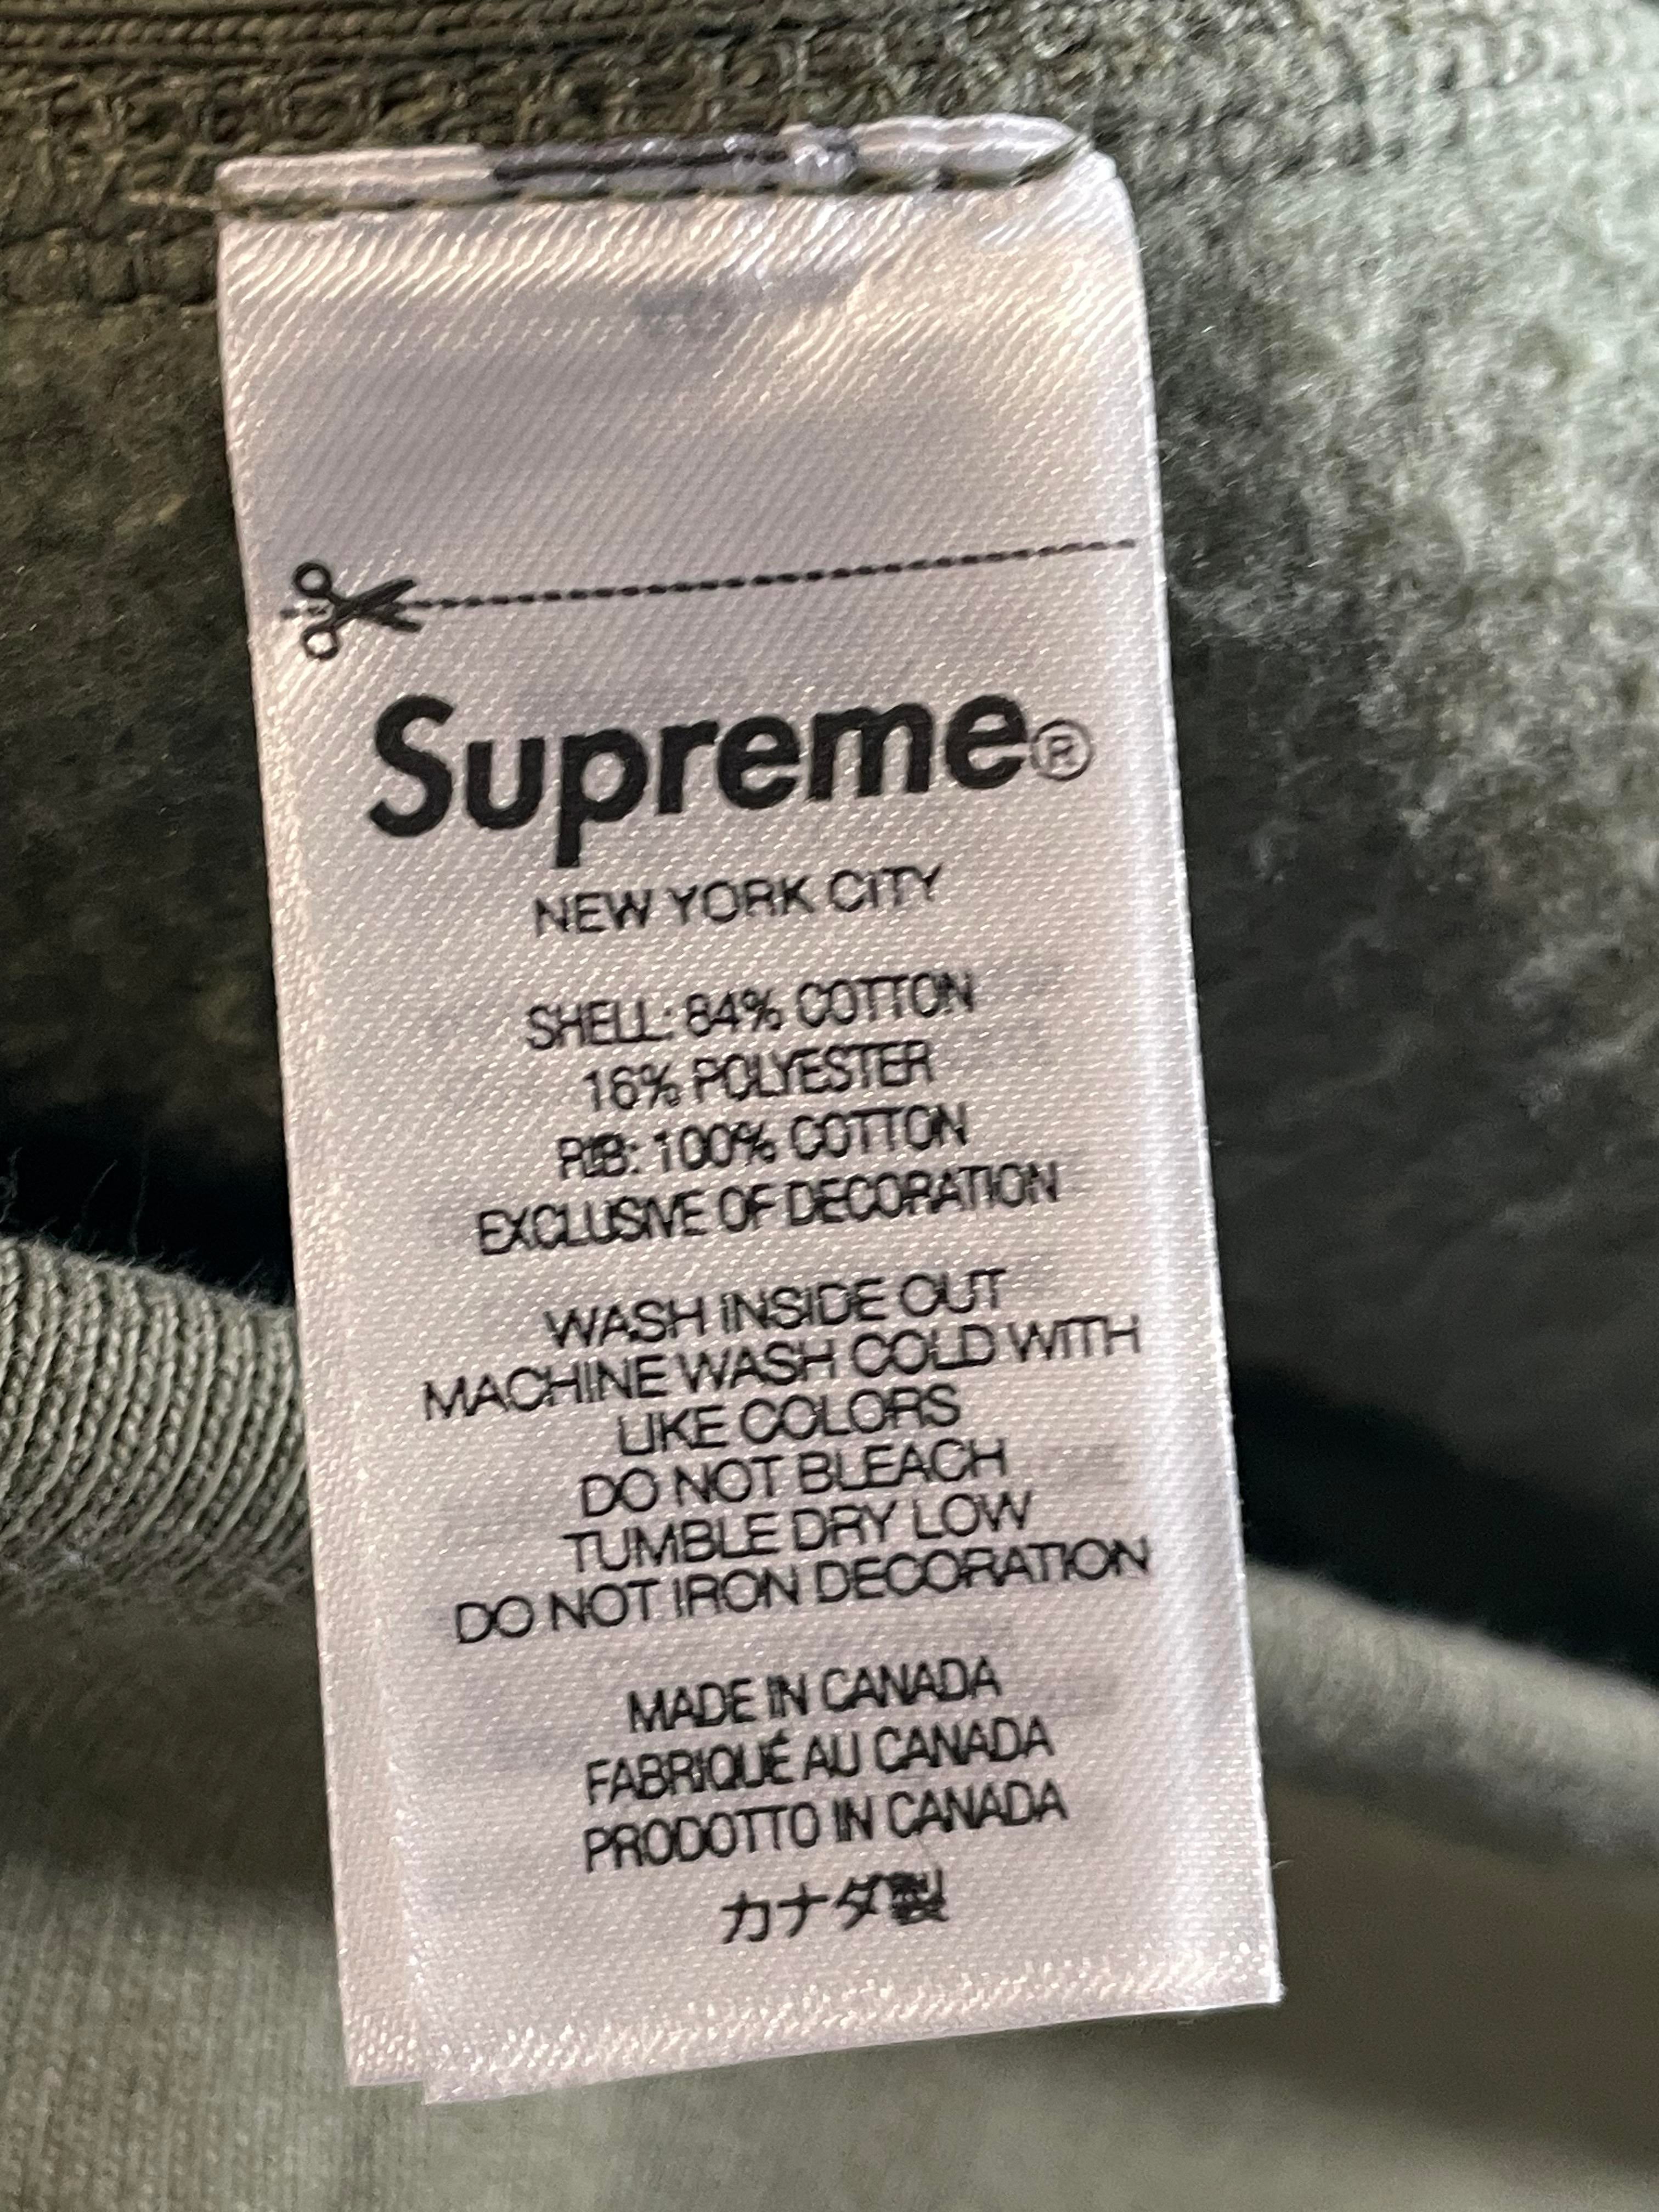 Supreme®
NEW YORK CITY
SHELL: 84% COTTON
16% POLYESTER
RIB: 100% COTTON
EXCLUSIVE OF DECORATION
WASH INSIDE OUT
MACHINE WASH COLD WITH
LIKE COLORS
DO NOT BLEACH
TUMBLE DRY LOW
DO NOT IRON DECORATION
MADE IN CANADA
FABRIQUÉ AU CANADA
PRODOTTO IN CANADA
カナダ製